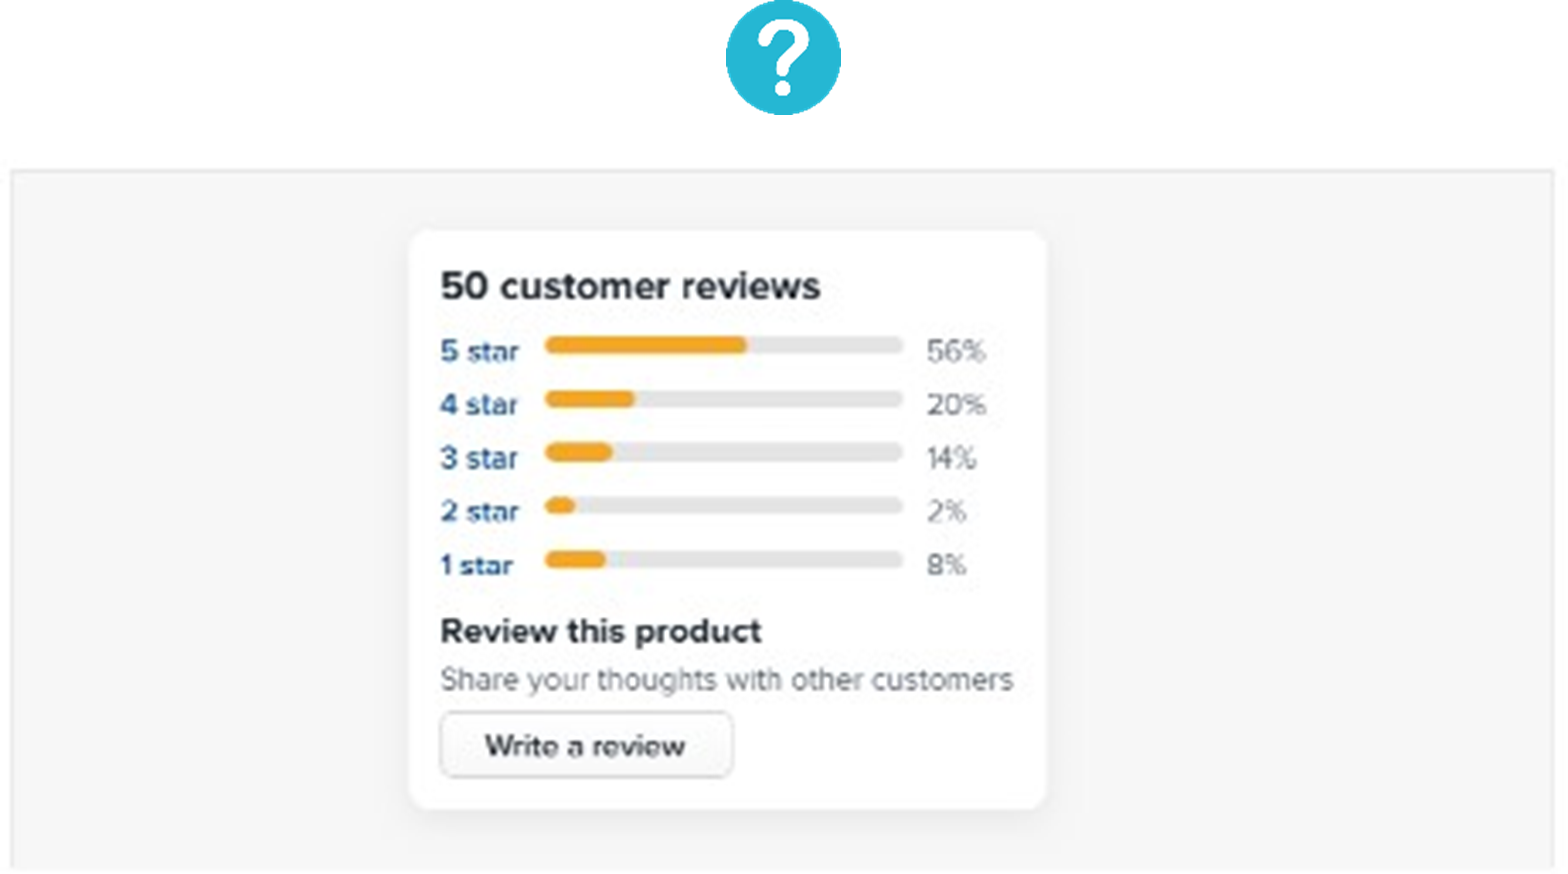 ?
50 customer reviews
5 star 56%
4 star 20%
3 star 14%
2 star 2%
1 star 8%
Review this product
Share your thoughts with other customers
Write a review